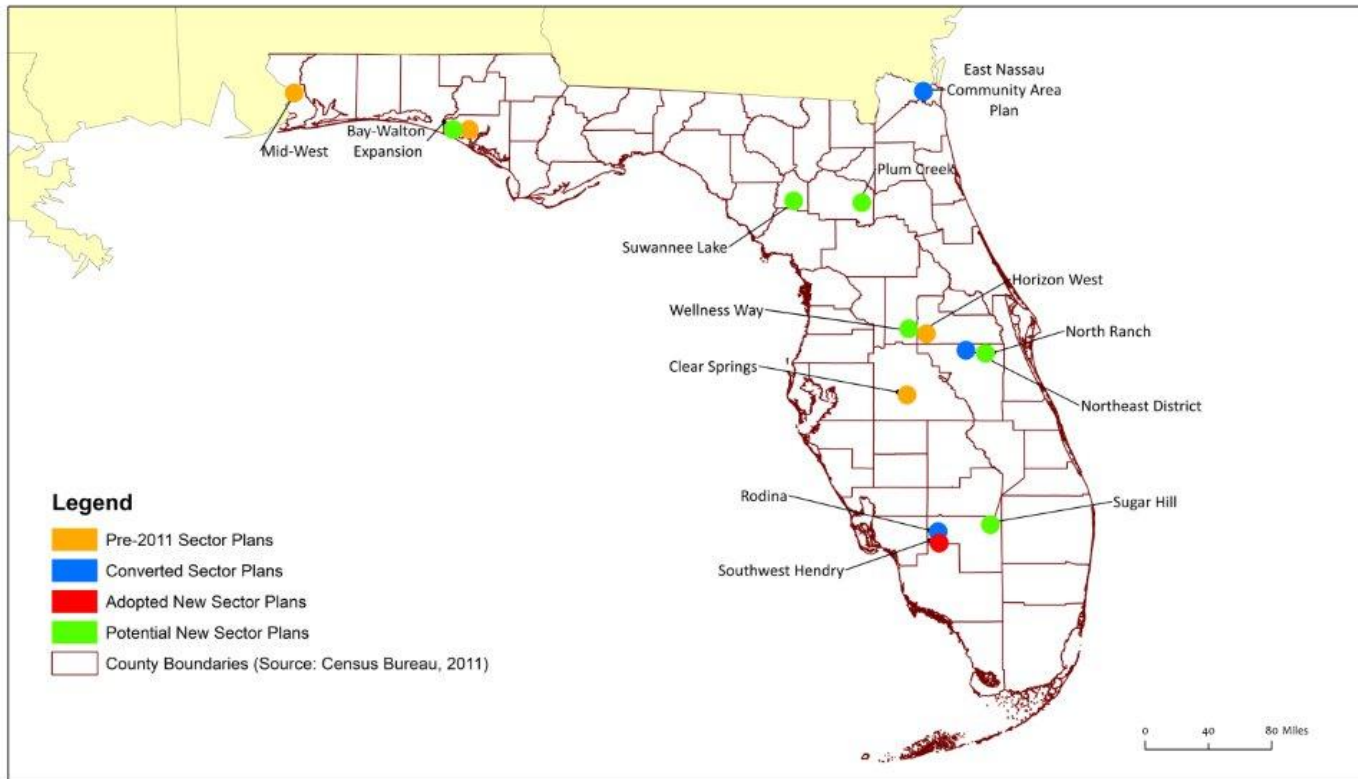 East Nassau
Community Area
Plan
Mid-West
Bay-Walton
Expansion
Plum Creek
Suwannee Lake
Horizon West
Wellness Way
North Ranch
Clear Springs
Northeast District
Rodina
Sugar Hill
Southwest Hendry
Legend
Pre-2011 Sector Plans
Converted Sector Plans
Adopted New Sector Plans
Potential New Sector Plans
County Boundaries (Source: Census Bureau, 2011)
0 40 80 Miles